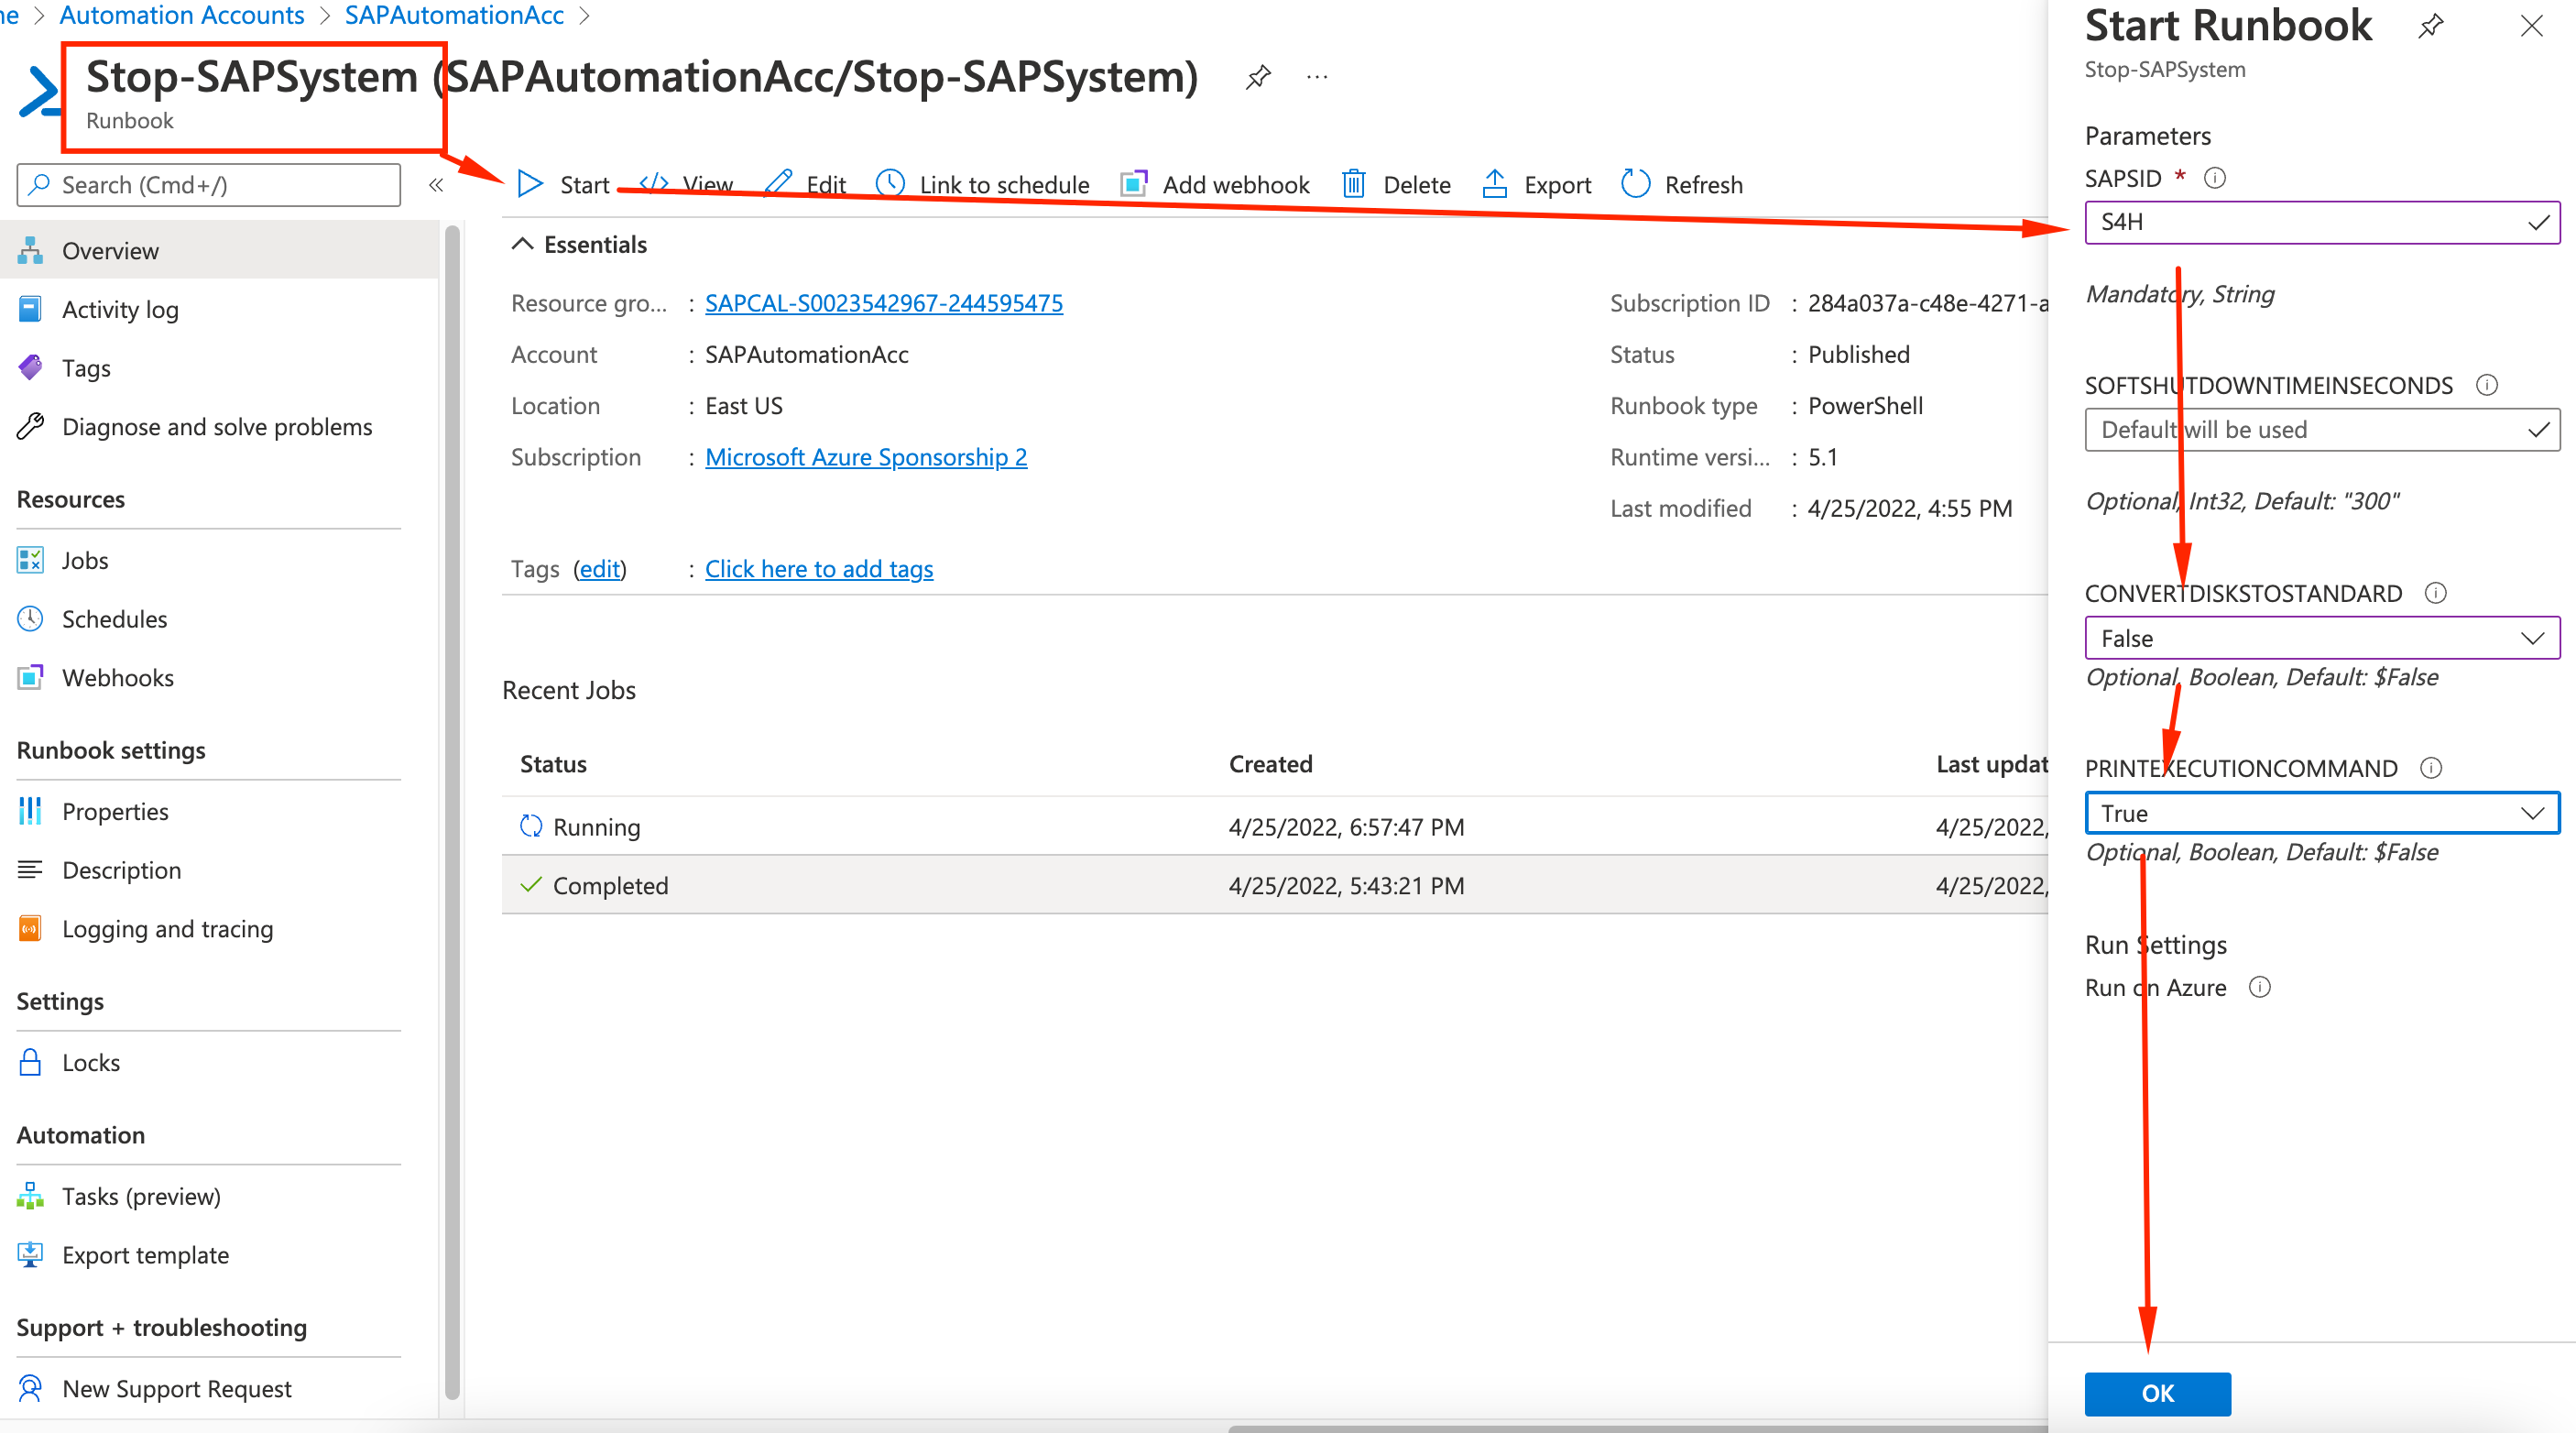 ne > Automation Accounts > SAPAutomationAcc >
Stop-SAPSystem (SAPAutomationAcc/Stop-SAPSystem) ...
Runbook
Search (Cmd+/)
«
Overview
Activity log
Tags
Diagnose and solve problems
Resources
Jobs
Schedules
Webhooks
Runbook settings
Properties
Description
Logging and tracing
Settings
Locks
Automation
Tasks (preview)
Export template
Support + troubleshooting
New Support Request
Start View Edit Link to schedule Add webhook Delete Export Refresh
Essentials
Resource gro... : SAPCAL-S0023542967-244595475
Account : SAPAutomationAcc
Location : East US
Subscription : Microsoft Azure Sponsorship 2
Subscription ID : 284a037a-c48e-4271-a
Status : Published
Runbook type : PowerShell
Runtime versi... : 5.1
Last modified : 4/25/2022, 4:55 PM
Tags (edit) : Click here to add tags
Recent Jobs
Status Created Last updat
Running 4/25/2022, 6:57:47 PM 4/25/2022,
Completed 4/25/2022, 5:43:21 PM 4/25/2022,
Start Runbook
Stop-SAPSystem
Parameters
SAPSID *
S4H
Mandatory, String
SOFTSHUTDOWNTIMEINSECONDS
Default will be used
Optional, Int32, Default: "300"
CONVERTDISKSTOSTANDARD
False
Optional, Boolean, Default: $False
PRINTEXECUTIONCOMMAND
True
Optional, Boolean, Default: $False
Run Settings
Run on Azure
OK